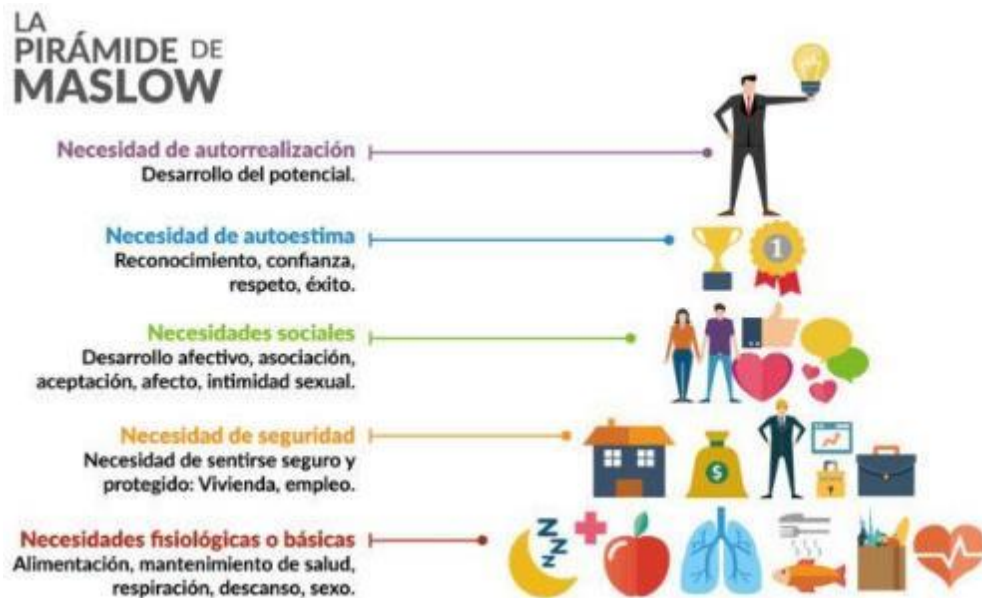 LA
PIRÁMIDE DE
MASLOW
Necesidad de autorrealización
Desarrollo del potencial.
Necesidad de autoestima
Reconocimiento, confianza,
respeto, éxito.
1
Necesidades sociales
Desarrollo afectivo, asociación,
aceptación, afecto, intimidad sexual.
Necesidad de seguridad
Necesidad de sentirse seguro y
protegido: Vivienda, empleo.
$
Necesidades fisiológicas o básicas
Alimentación, mantenimiento de salud,
respiración, descanso, sexo.
Z
Z
Z